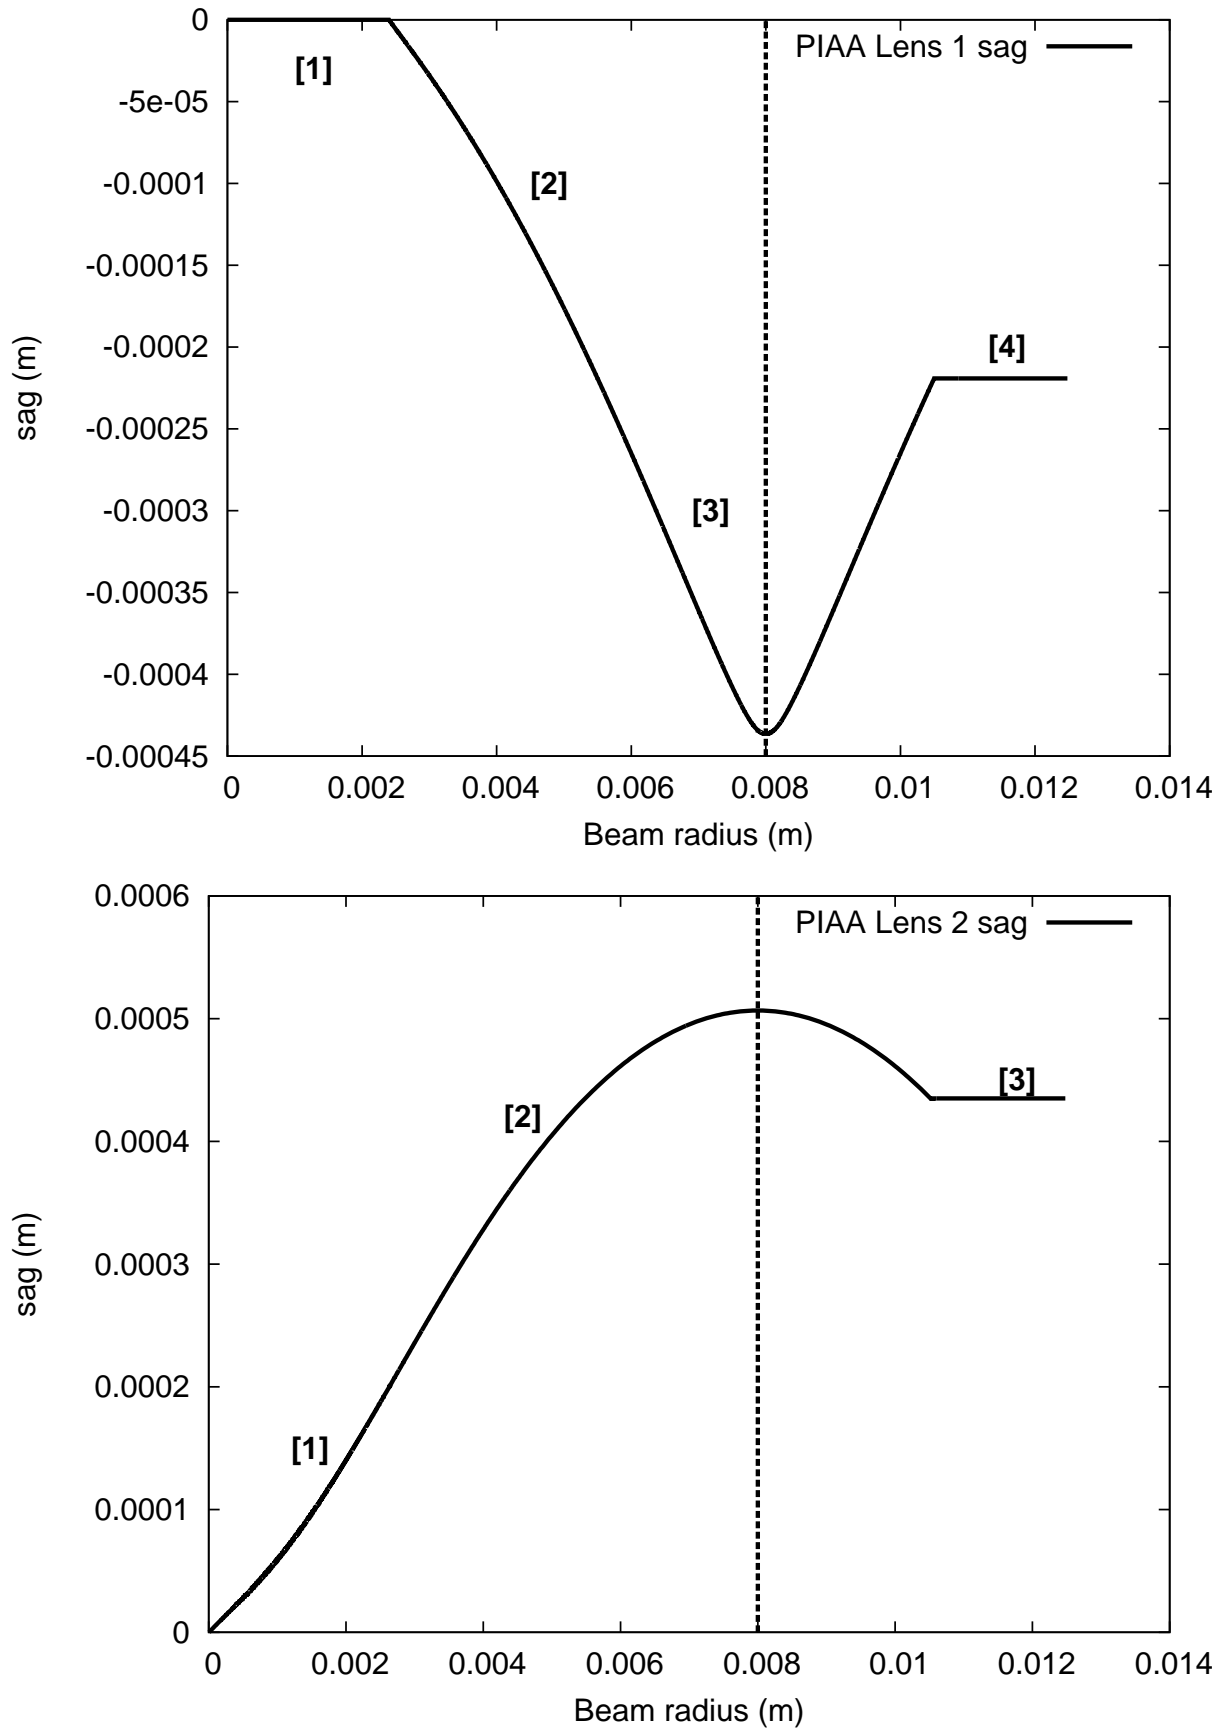 0
PIAA Lens 1 sag
[1]
-5e-05
-0.0001
[2]
-0.00015
-0.0002
[4]
sag (m)
-0.00025
-0.0003
[3]
-0.00035
-0.0004
-0.00045
0 0.002 0.004 0.006 0.008 0.01 0.012 0.014
Beam radius (m)
0.0006
PIAA Lens 2 sag
0.0005
[3]
[2]
0.0004
sag (m)
0.0003
0.0002
[1]
0.0001
0
0 0.002 0.004 0.006 0.008 0.01 0.012 0.014
Beam radius (m)